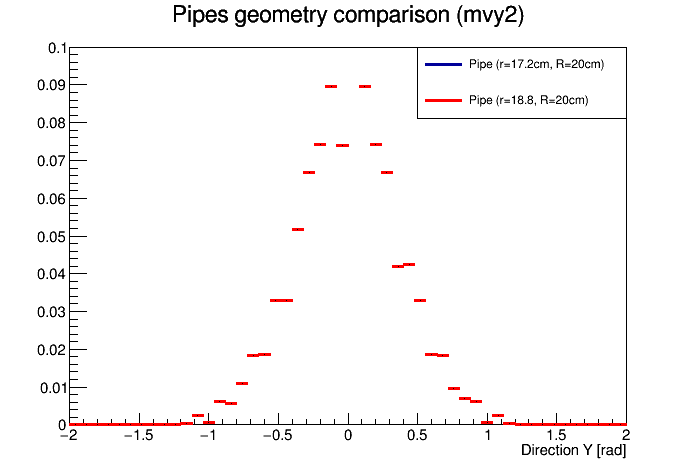 Pipes geometry comparison (mvy2)
Pipe (r=17.2cm, R=20cm)
Pipe (r=18.8, R=20cm)
0.1
0.09
0.08
0.07
0.06
0.05
0.04
0.03
0.02
0.01
0
−2 −1.5 −1 −0.5 0 0.5 1 1.5 2
Direction Y [rad]